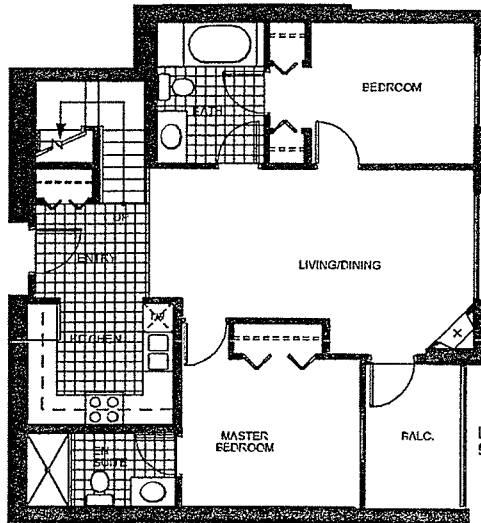 BEDROOM
BATH
UP
ENTRY
LIVING/DINING
KITCHEN
MASTER
BEDROOM
BALC.
EN
SUITE